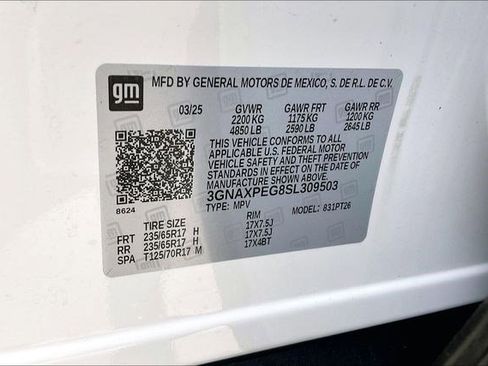 gm MFD BY GENERAL MOTORS DE MEXICO, S. DE R.L. DE C.V.
03/25 GVWR GAWR FRT GAWR RR
2200 KG 1175 KG 1200 KG
4850 LB 2590 LB 2645 LB
THIS VEHICLE CONFORMS TO ALL
APPLICABLE U.S. FEDERAL MOTOR
VEHICLE SAFETY AND THEFT
PREVENTION STANDARDS IN EFFECT
ON THE DATE OF MANUFACTURE
SHOWN ABOVE.
3GNAXPEG8SL309503
8624 TYPE: MPV MODEL: 831PT26
TIRE SIZE RIM
FRT 235/65R17 H 17X7.5J
RR 235/65R17 H 17X7.5J
SPA T125/70R17 M 17X4BT